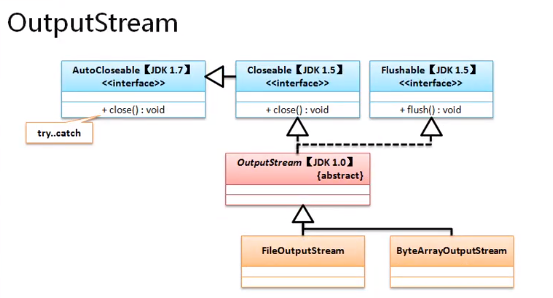 OutputStream
AutoCloseable【JDK 1.7】
<<interface>>
+ close() : void
Closeable【JDK 1.5】
<<interface>>
+ close() : void
Flushable【JDK 1.5】
<<interface>>
+ flush() : void
try..catch
OutputStream【JDK 1.0】
{abstract}
FileOutputStream
ByteArrayOutputStream